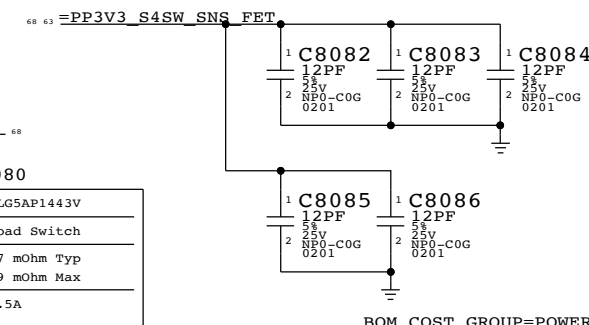 68 63 =PP3V3_S4SW_SNS_FET
1 C8082
12PF
5%
25V
2 NP0-C0G
0201
1 C8083
12PF
5%
25V
2 NP0-C0G
0201
1 C8084
12PF
5%
25V
2 NP0-C0G
0201
68
080
LG5AP1443V
oad Switch
7 mOhm Typ
9 mOhm Max
.5A
1 C8085
12PF
5%
25V
2 NP0-C0G
0201
1 C8086
12PF
5%
25V
2 NP0-C0G
0201
BOM_COST_GROUP=POWER